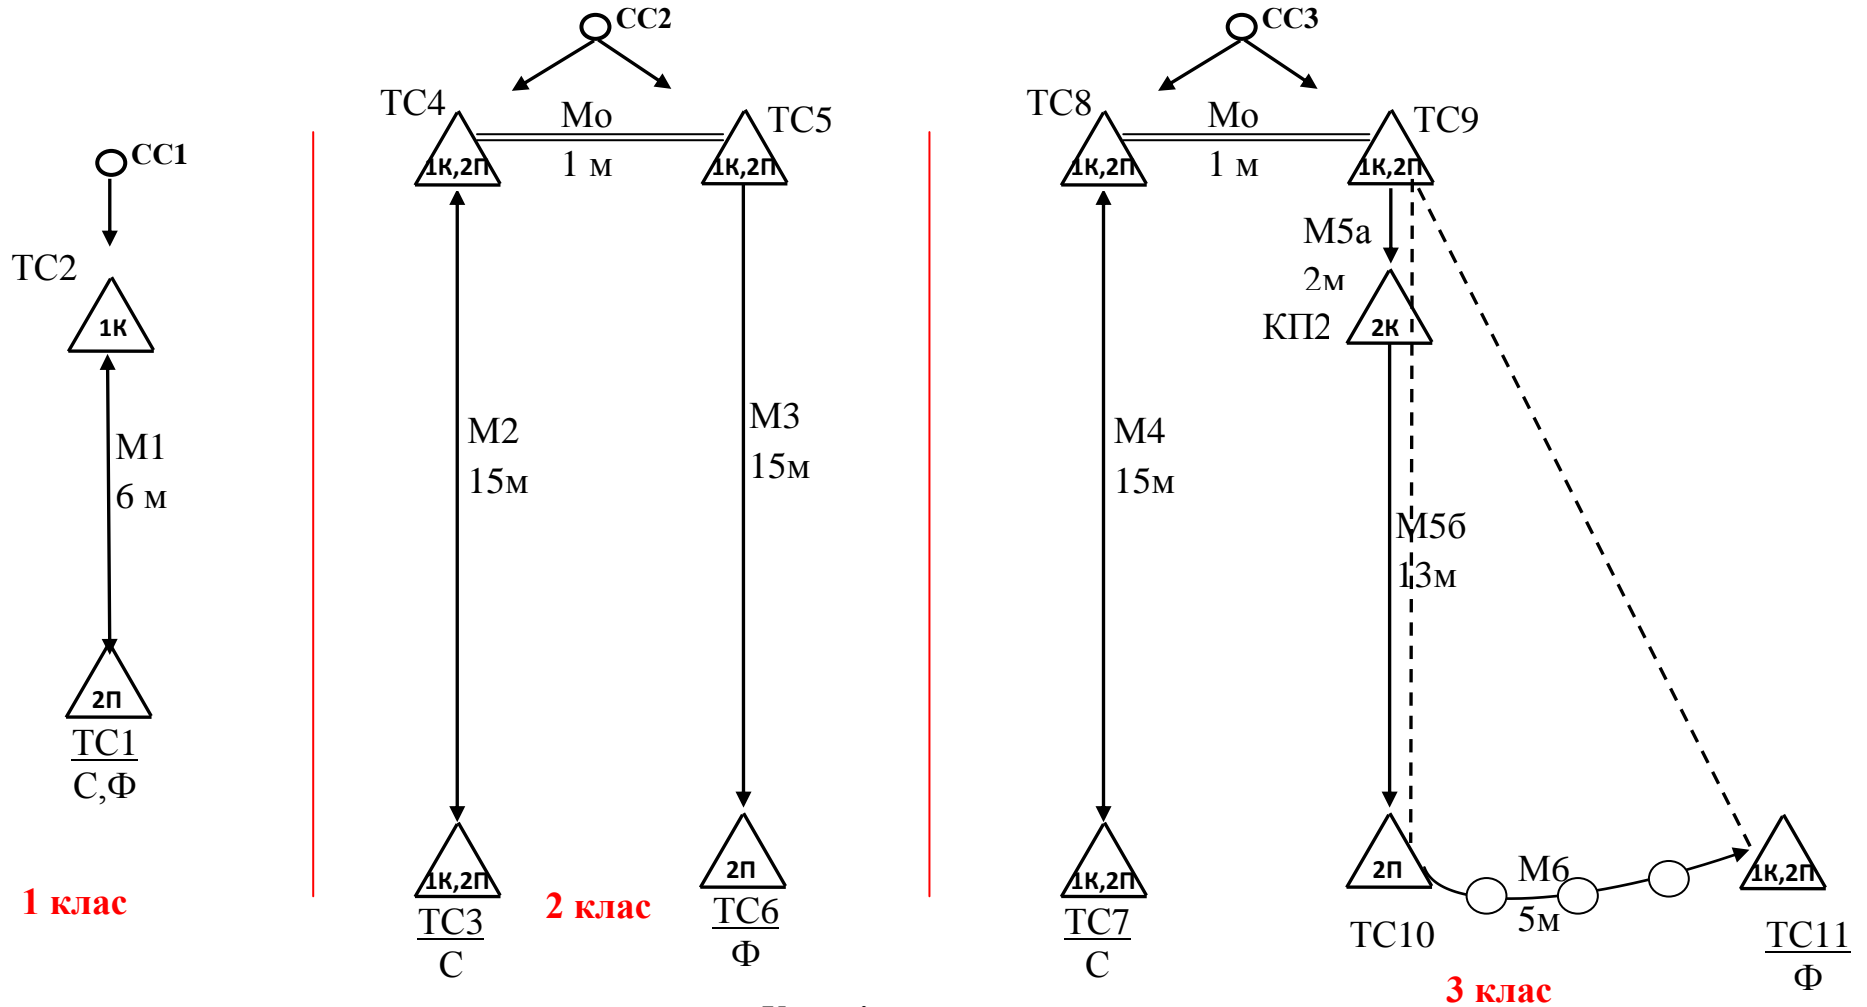 СС1
ТС2
1К
М1
6 м
2П
ТС1
С,Ф
1 клас
СС2
ТС4
Мо
ТС5
1К,2П
1 м
1К,2П
М2
15м
М3
15м
1К,2П
2П
ТС3
С
2 клас
ТС6
Ф
СС3
ТС8
Мо
ТС9
1К,2П
1 м
1К,2П
М5а
2м
КП2
2К
М4
15м
М5б
13м
1К,2П
2П
М6
5м
1К,2П
ТС7
С
ТС10
ТС11
Ф
3 клас